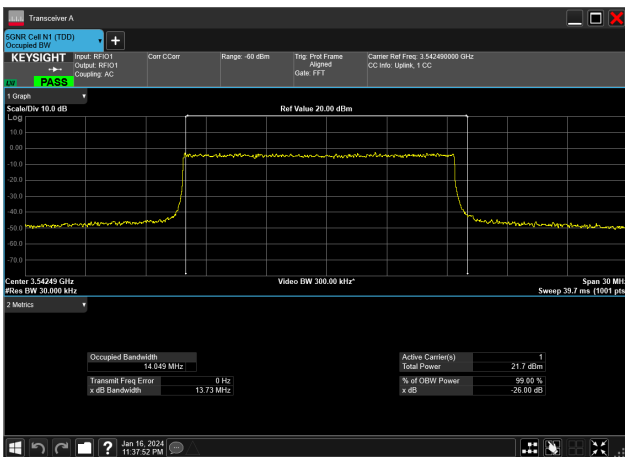 Transceiver A
5GNR Cell N1 (TDD)
Occupied BW
KEYSIGHT
Input: RFIO1
Output: RFIO1
Coupling: AC
Corr CCorr
Range: -60 dBm
Trig: Prot Frame
Aligned
Gate: FFT
Carrier Ref Freq: 3.542490000 GHz
CC Info: Uplink, 1 CC
PASS
1 Graph
Scale/Div 10.0 dB
Ref Value 20.00 dBm
Log
10.0
0.00
-10.0
-20.0
-30.0
-40.0
-50.0
-60.0
-70.0
Center 3.54249 GHz
Video BW 300.00 kHz*
Span 30 MHz
#Res BW 30.000 kHz
Sweep 39.7 ms (1001 pts)
2 Metrics
Occupied Bandwidth
14.049 MHz
Transmit Freq Error 0 Hz
x dB Bandwidth 13.73 MHz
Active Carrier(s) 1
Total Power 21.7 dBm
% of OBW Power 99.00 %
x dB -26.00 dB
Jan 16, 2024
11:37:52 PM